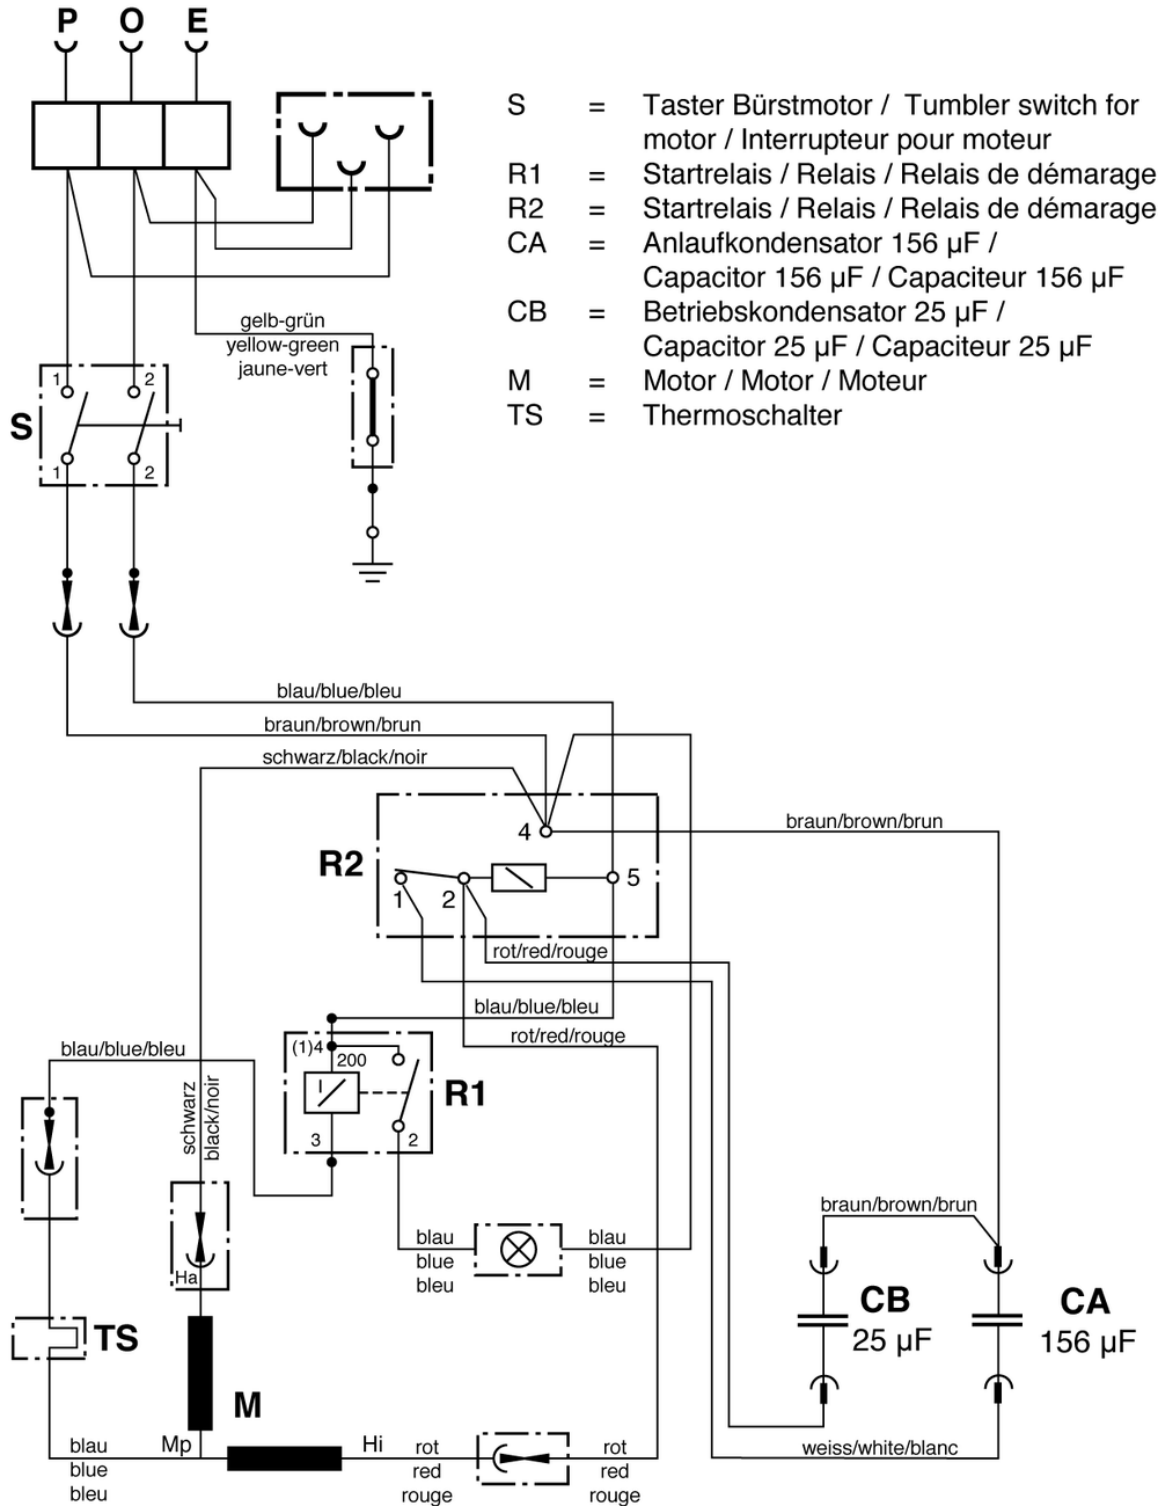 P O E
S = Taster Bürstmotor / Tumbler switch for
motor / Interrupteur pour moteur
R1 = Startrelais / Relais / Relais de démarage
R2 = Startrelais / Relais / Relais de démarage
CA = Anlaufkondensator 156 µF /
Capacitor 156 µF / Capaciteur 156 µF
CB = Betriebskondensator 25 µF /
Capacitor 25 µF / Capaciteur 25 µF
M = Motor / Motor / Moteur
TS = Thermoschalter
gelb-grün
yellow-green
jaune-vert
1 2
S
1 2
blau/blue/bleu
braun/brown/brun
schwarz/black/noir
4
braun/brown/brun
R2
5
1 2
rot/red/rouge
blau/blue/bleu
rot/red/rouge
blau/blue/bleu
(1)4
200
R1
I
3 2
schwarz
black/noir
Ha
blau
blue
bleu
blau
blue
bleu
braun/brown/brun
CB
25 µF
CA
156 µF
TS
M
Mp
Hi
blau
blue
bleu
rot
red
rouge
rot
red
rouge
weiss/white/blanc